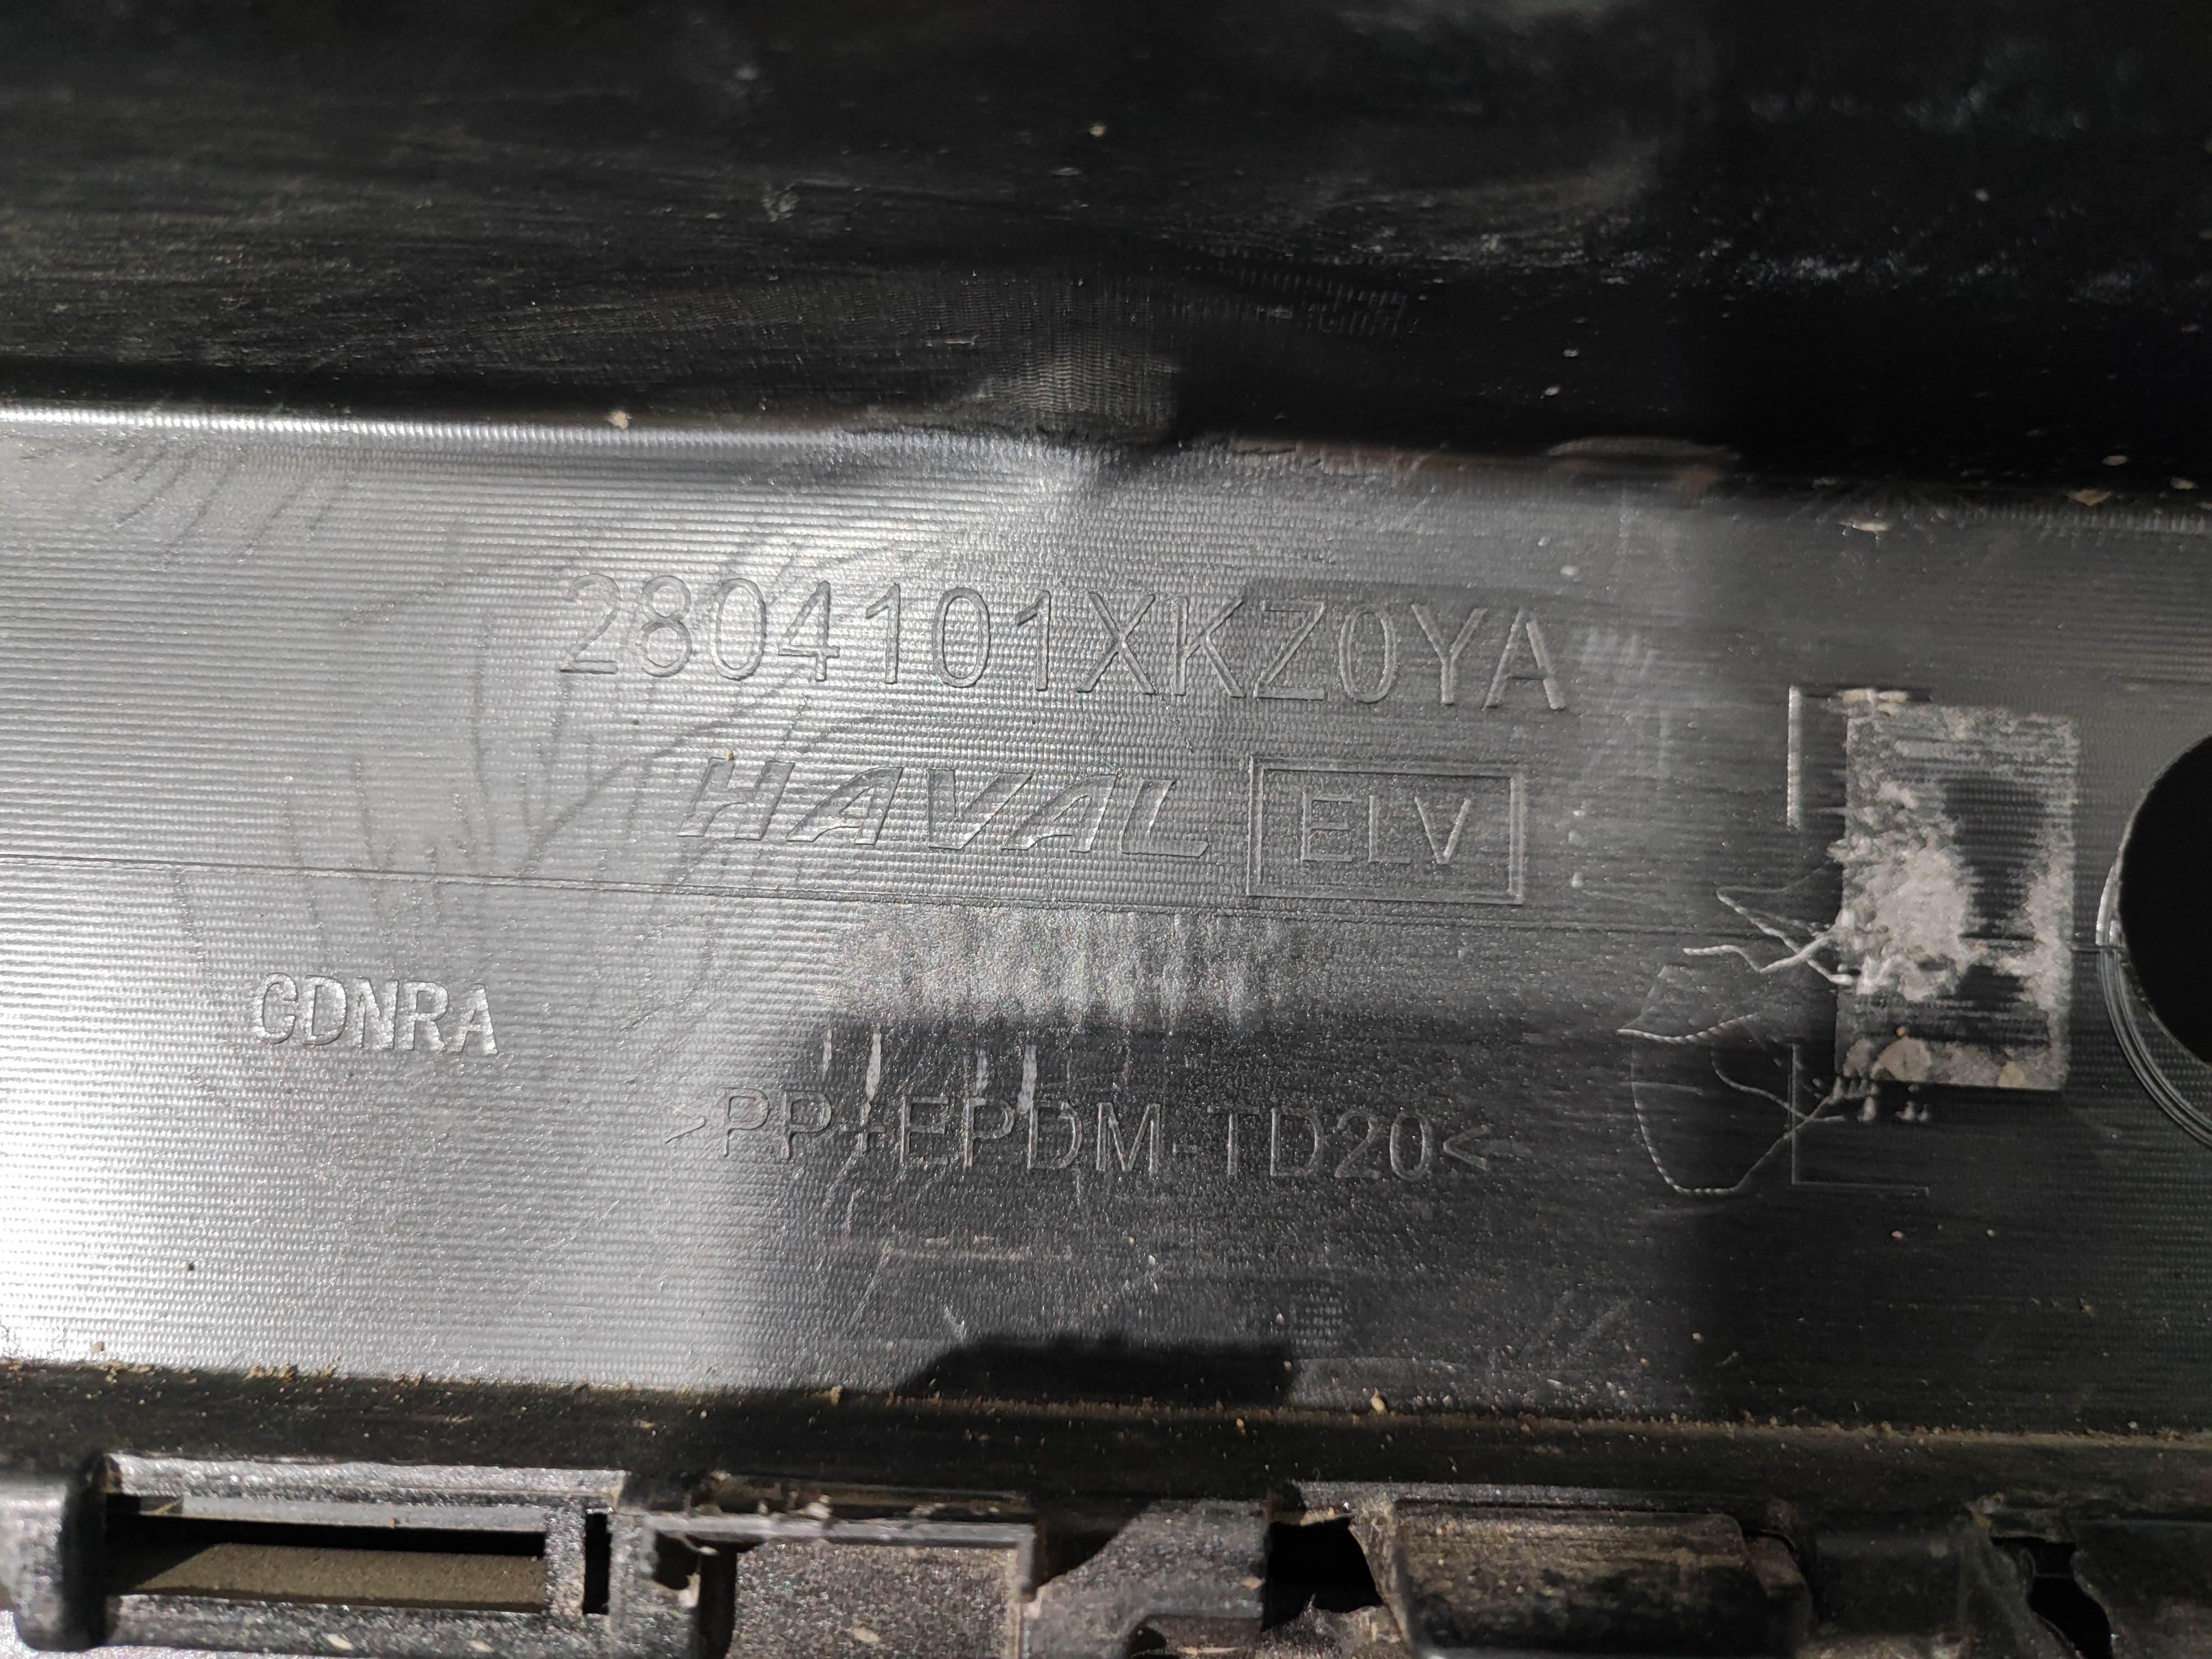 2804101XKZ0YA
HAVAL ELV
GDNRA
>PP+EPDM-TD20<